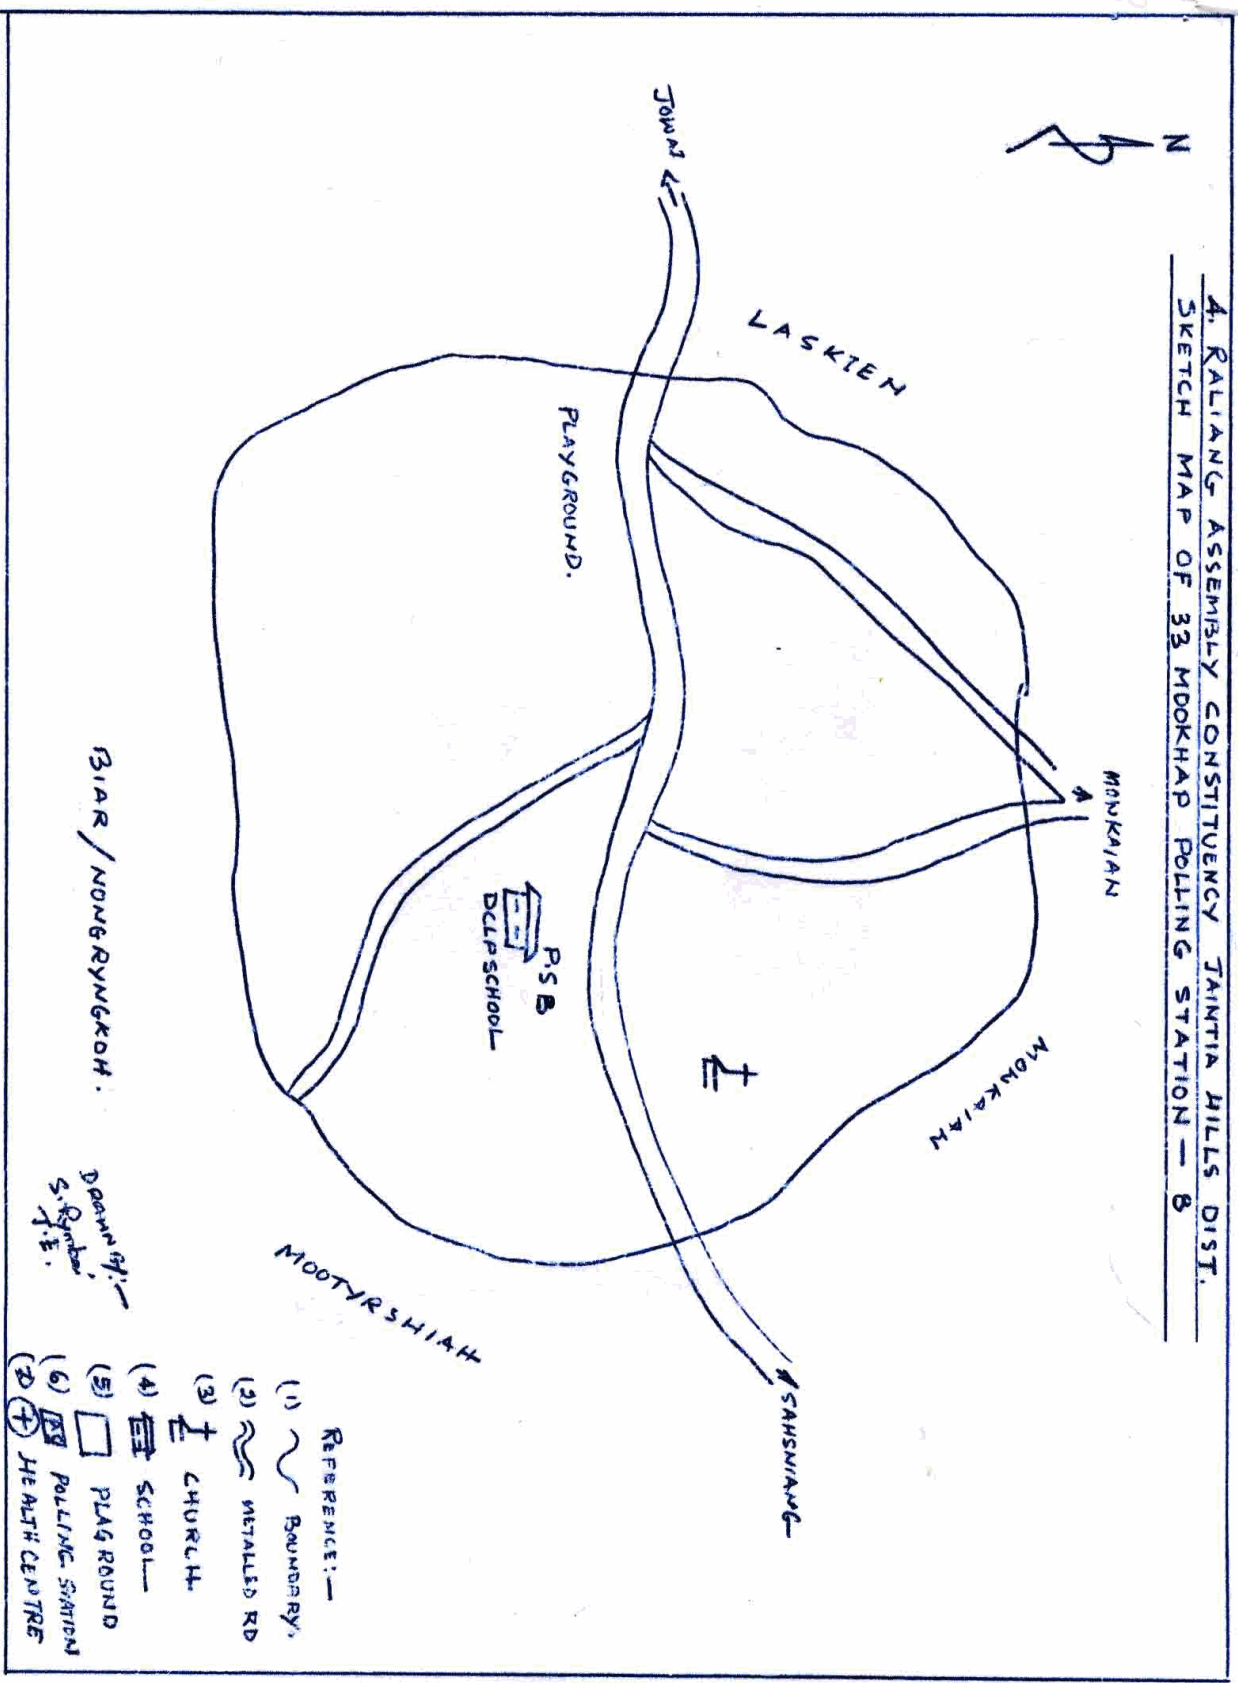 4. RALIANG ASSEMBLY CONSTITUENCY JAINTIA HILLS DIST.
SKETCH MAP OF 33 MOOKHAP POLLING STATION - B
N
MONKAIAN
LASKIEN
MONKAIAN
JOWAI
SAHSNIANG
PLAYGROUND.
P.S B
DCLP SCHOOL
MOOTYRSHIAH
BIAR / NONGRYNGKOH.
DRAWN BY:-
S. Rymbai.
J.E.
REFERENCE:-
(1) BOUNDARY.
(2) METALLED RD
(3) CHURCH.
(4) SCHOOL
(5) PLAGROUND
(6) POLLING STATION
(7) HEALTH CENTRE